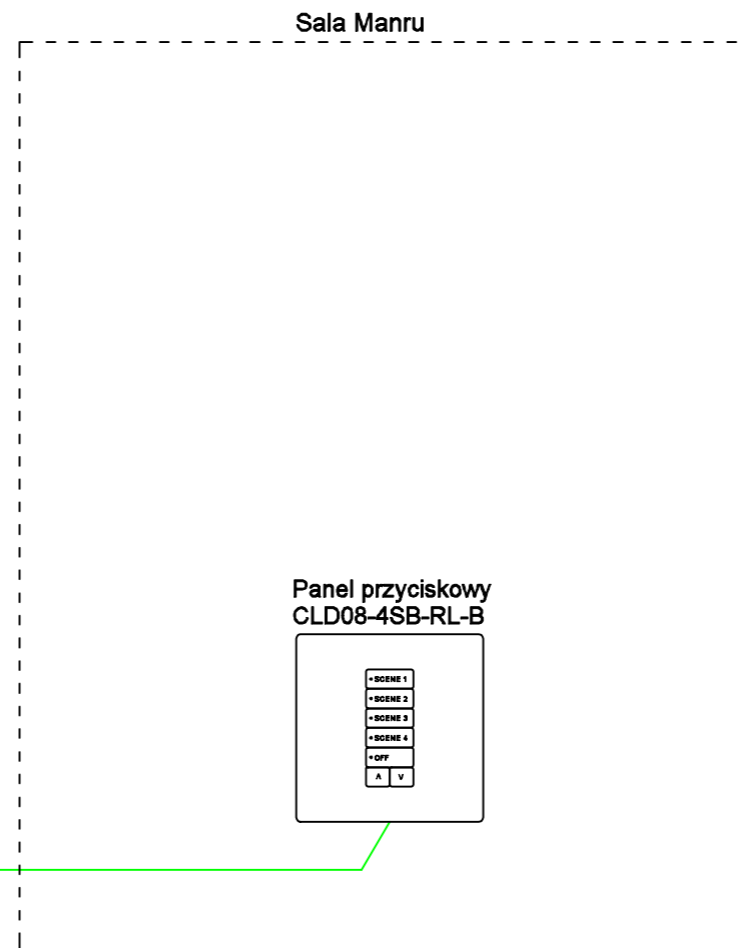 Sala Manru
Panel przyciskowy
CLD08-4SB-RL-B
SCENE 1
SCENE 2
SCENE 3
SCENE 4
OFF
Λ V